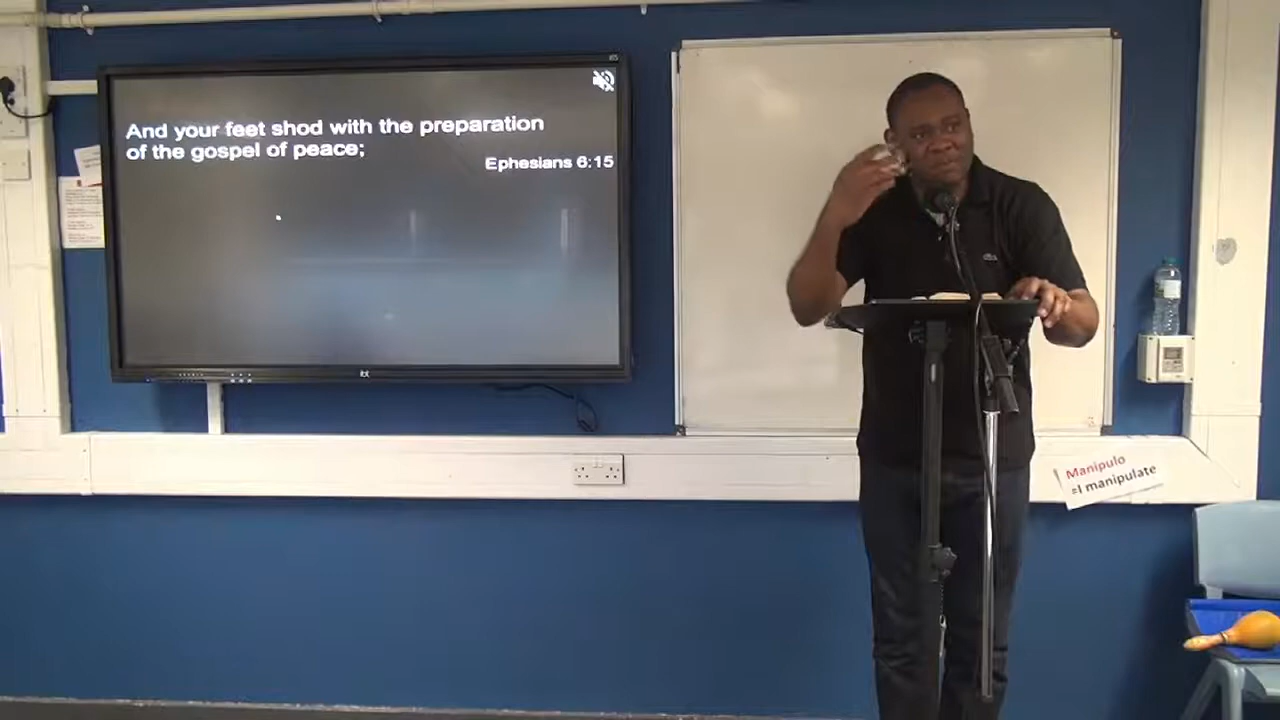 And your feet shod with the preparation
of the gospel of peace;
Ephesians 6:15
Manipulo
=I manipulate